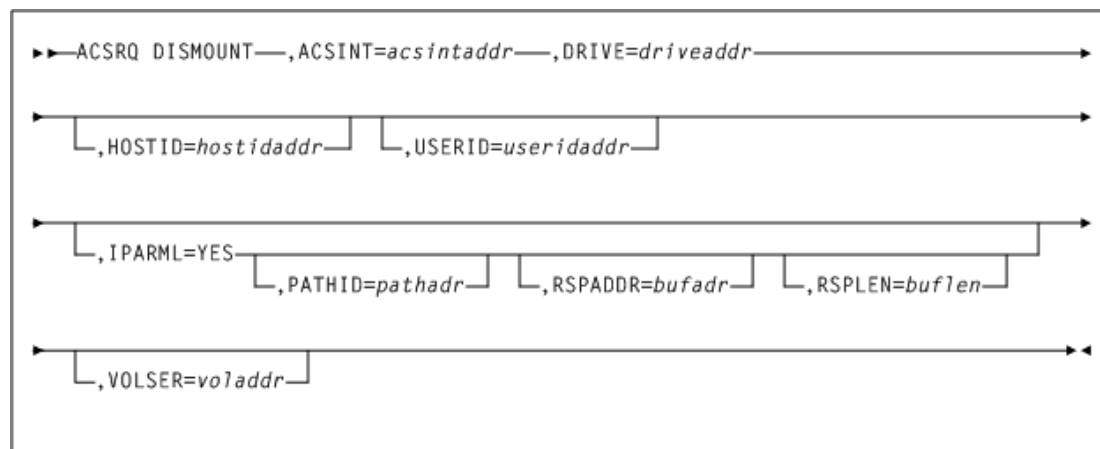 ACSRQ DISMOUNT ,ACSINT=acsintaddr ,DRIVE=driveaddr
,HOSTID=hostidaddr ,USERID=useridaddr
,IPARML=YES ,PATHID=pathadr ,RSPADDR=bufadr ,RSPLEN=buflen
,VOLSER=voladdr